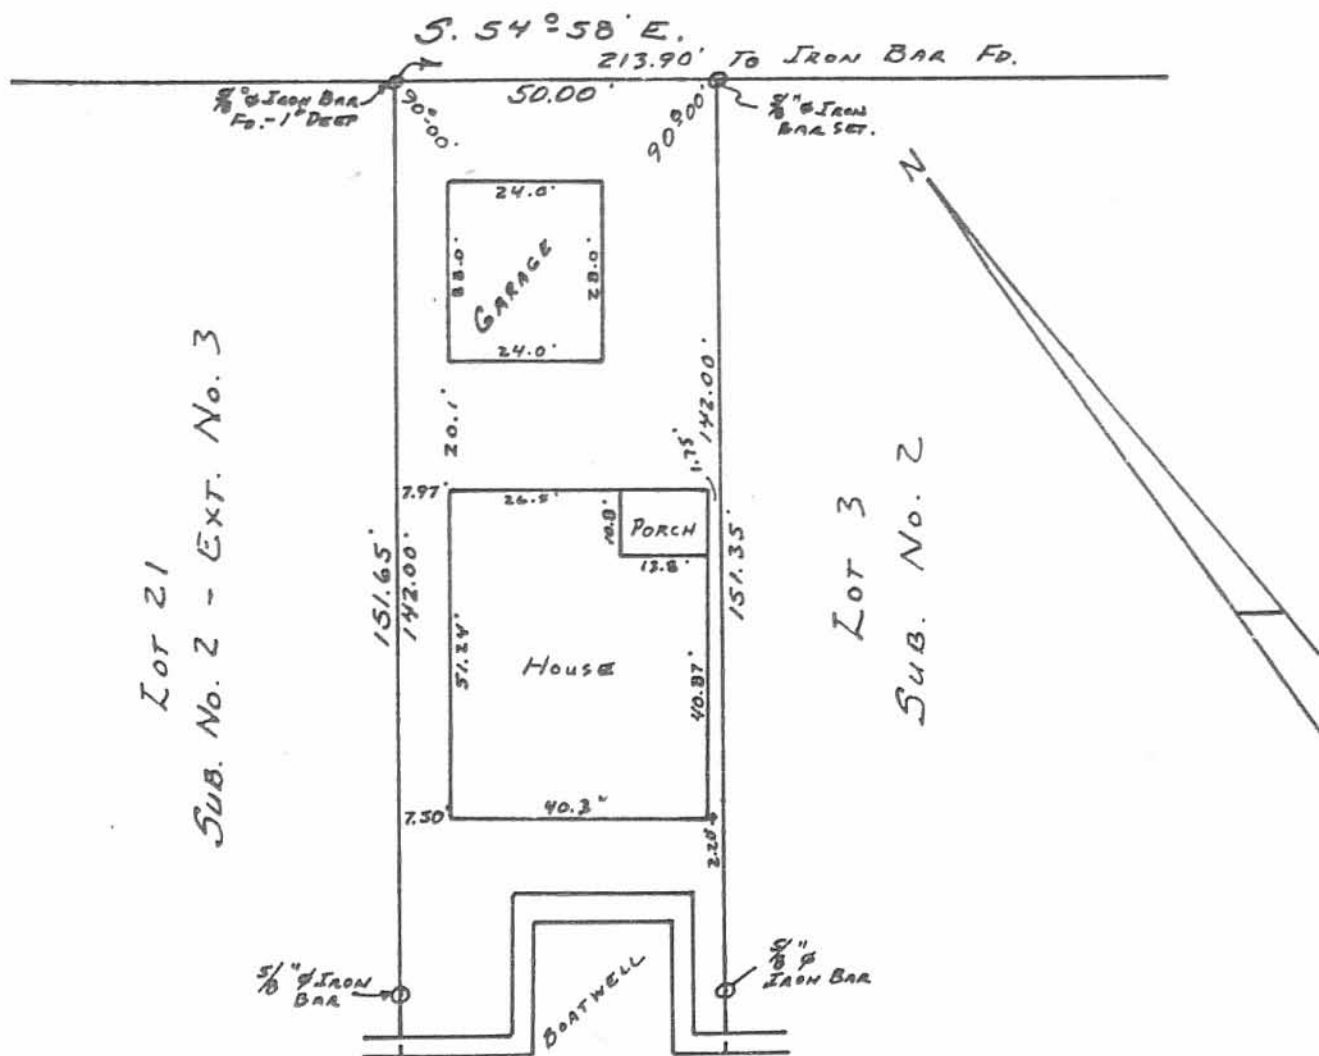 S. 54°58' E.
213.90' TO IRON BAR FD.
50.00'
5/8"ø IRON BAR
FD.-1" DEEP
90°-00'
90°00'
5/8"ø IRON
BAR SET.
N
24.0'
28.0'
GARAGE
28.0'
24.0'
20.1'
142.00'
1.75'
7.97'
26.5'
10.8'
PORCH
13.8'
LOT 21
SUB. No. 2 - EXT. No. 3
151.65'
142.00'
51.24'
HOUSE
40.87'
151.35'
LOT 3
SUB. No. 2
7.50'
40.3"
2.20'
5/8"ø IRON
BAR
BOATWELL
5/8"ø
IRON BAR